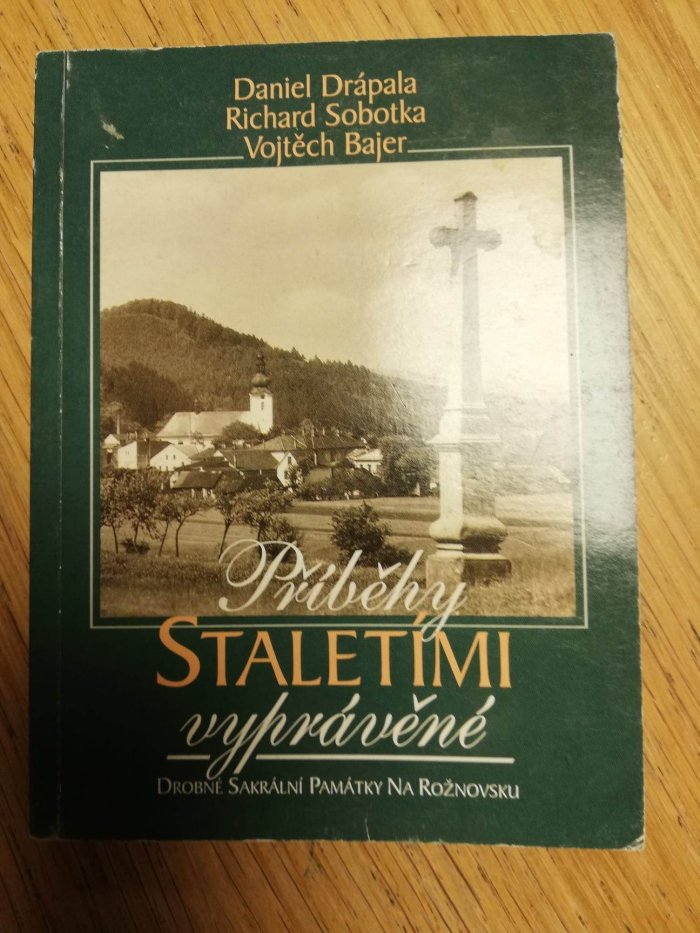 Daniel Drápala
Richard Sobotka
Vojtěch Bajer
Příběhy
STALETÍMI
vyprávěné
DROBNÉ SAKRÁLNÍ PAMÁTKY NA ROŽNOVSKU